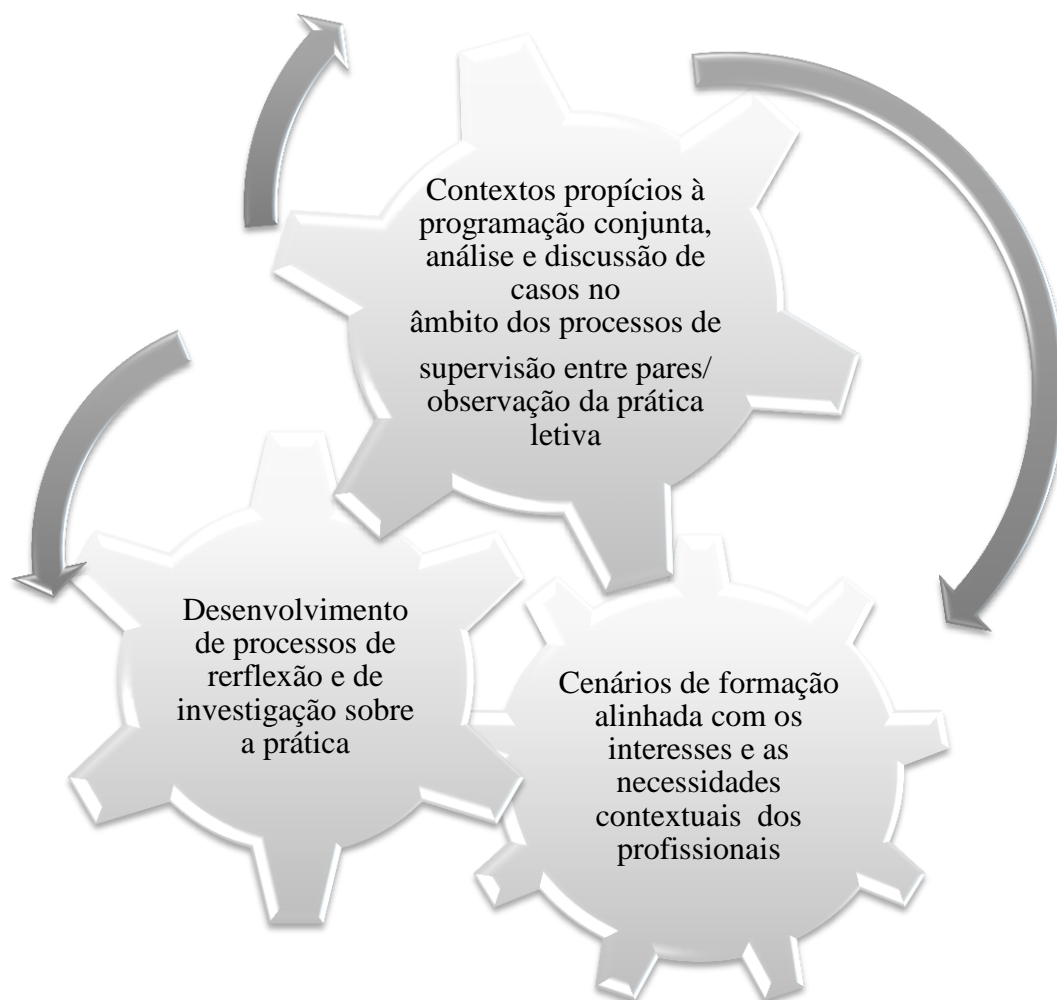 Contextos propícios à
programação conjunta,
análise e discussão de
casos no
âmbito dos processos de
supervisão entre pares/
observação da prática
letiva
Desenvolvimento
de processos de
rerflexão e de
investigação sobre
a prática
Cenários de formação
alinhada com os
interesses e as
necessidades
contextuais dos
profissionais